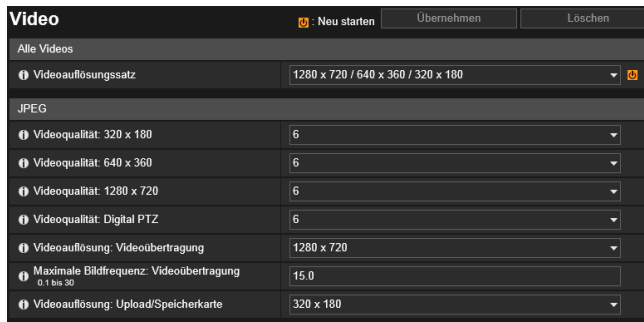 Video : Neu starten Übernehmen Löschen
Alle Videos
Videoauflösungssatz 1280 x 720 / 640 x 360 / 320 x 180
JPEG
Videoqualität: 320 x 180 6
Videoqualität: 640 x 360 6
Videoqualität: 1280 x 720 6
Videoqualität: Digital PTZ 6
Videoauflösung: Videoübertragung 1280 x 720
Maximale Bildfrequenz: Videoübertragung 15.0
0.1 bis 30
Videoauflösung: Upload/Speicherkarte 320 x 180